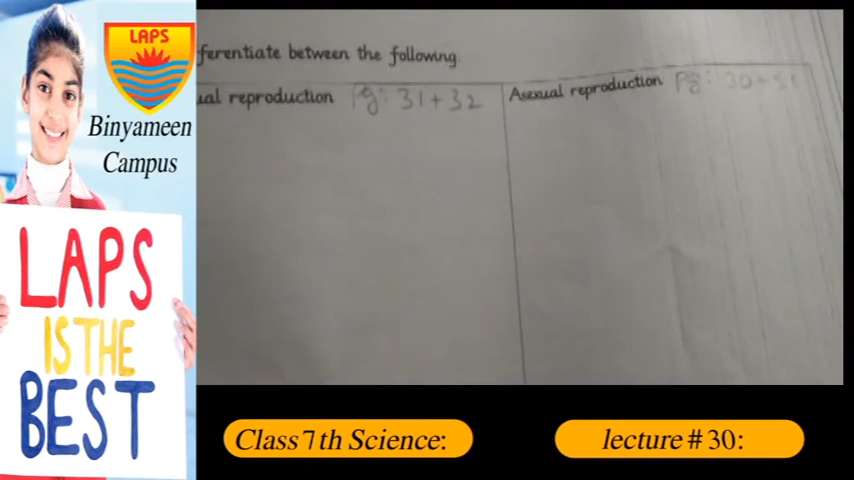 LAPS
Binyameen
Campus
LAPS
IS THE
BEST
ferentiate between the following.
ual reproduction Pg: 31+32
Asexual reproduction Pg: 30+31
Class 7th Science:
lecture # 30: